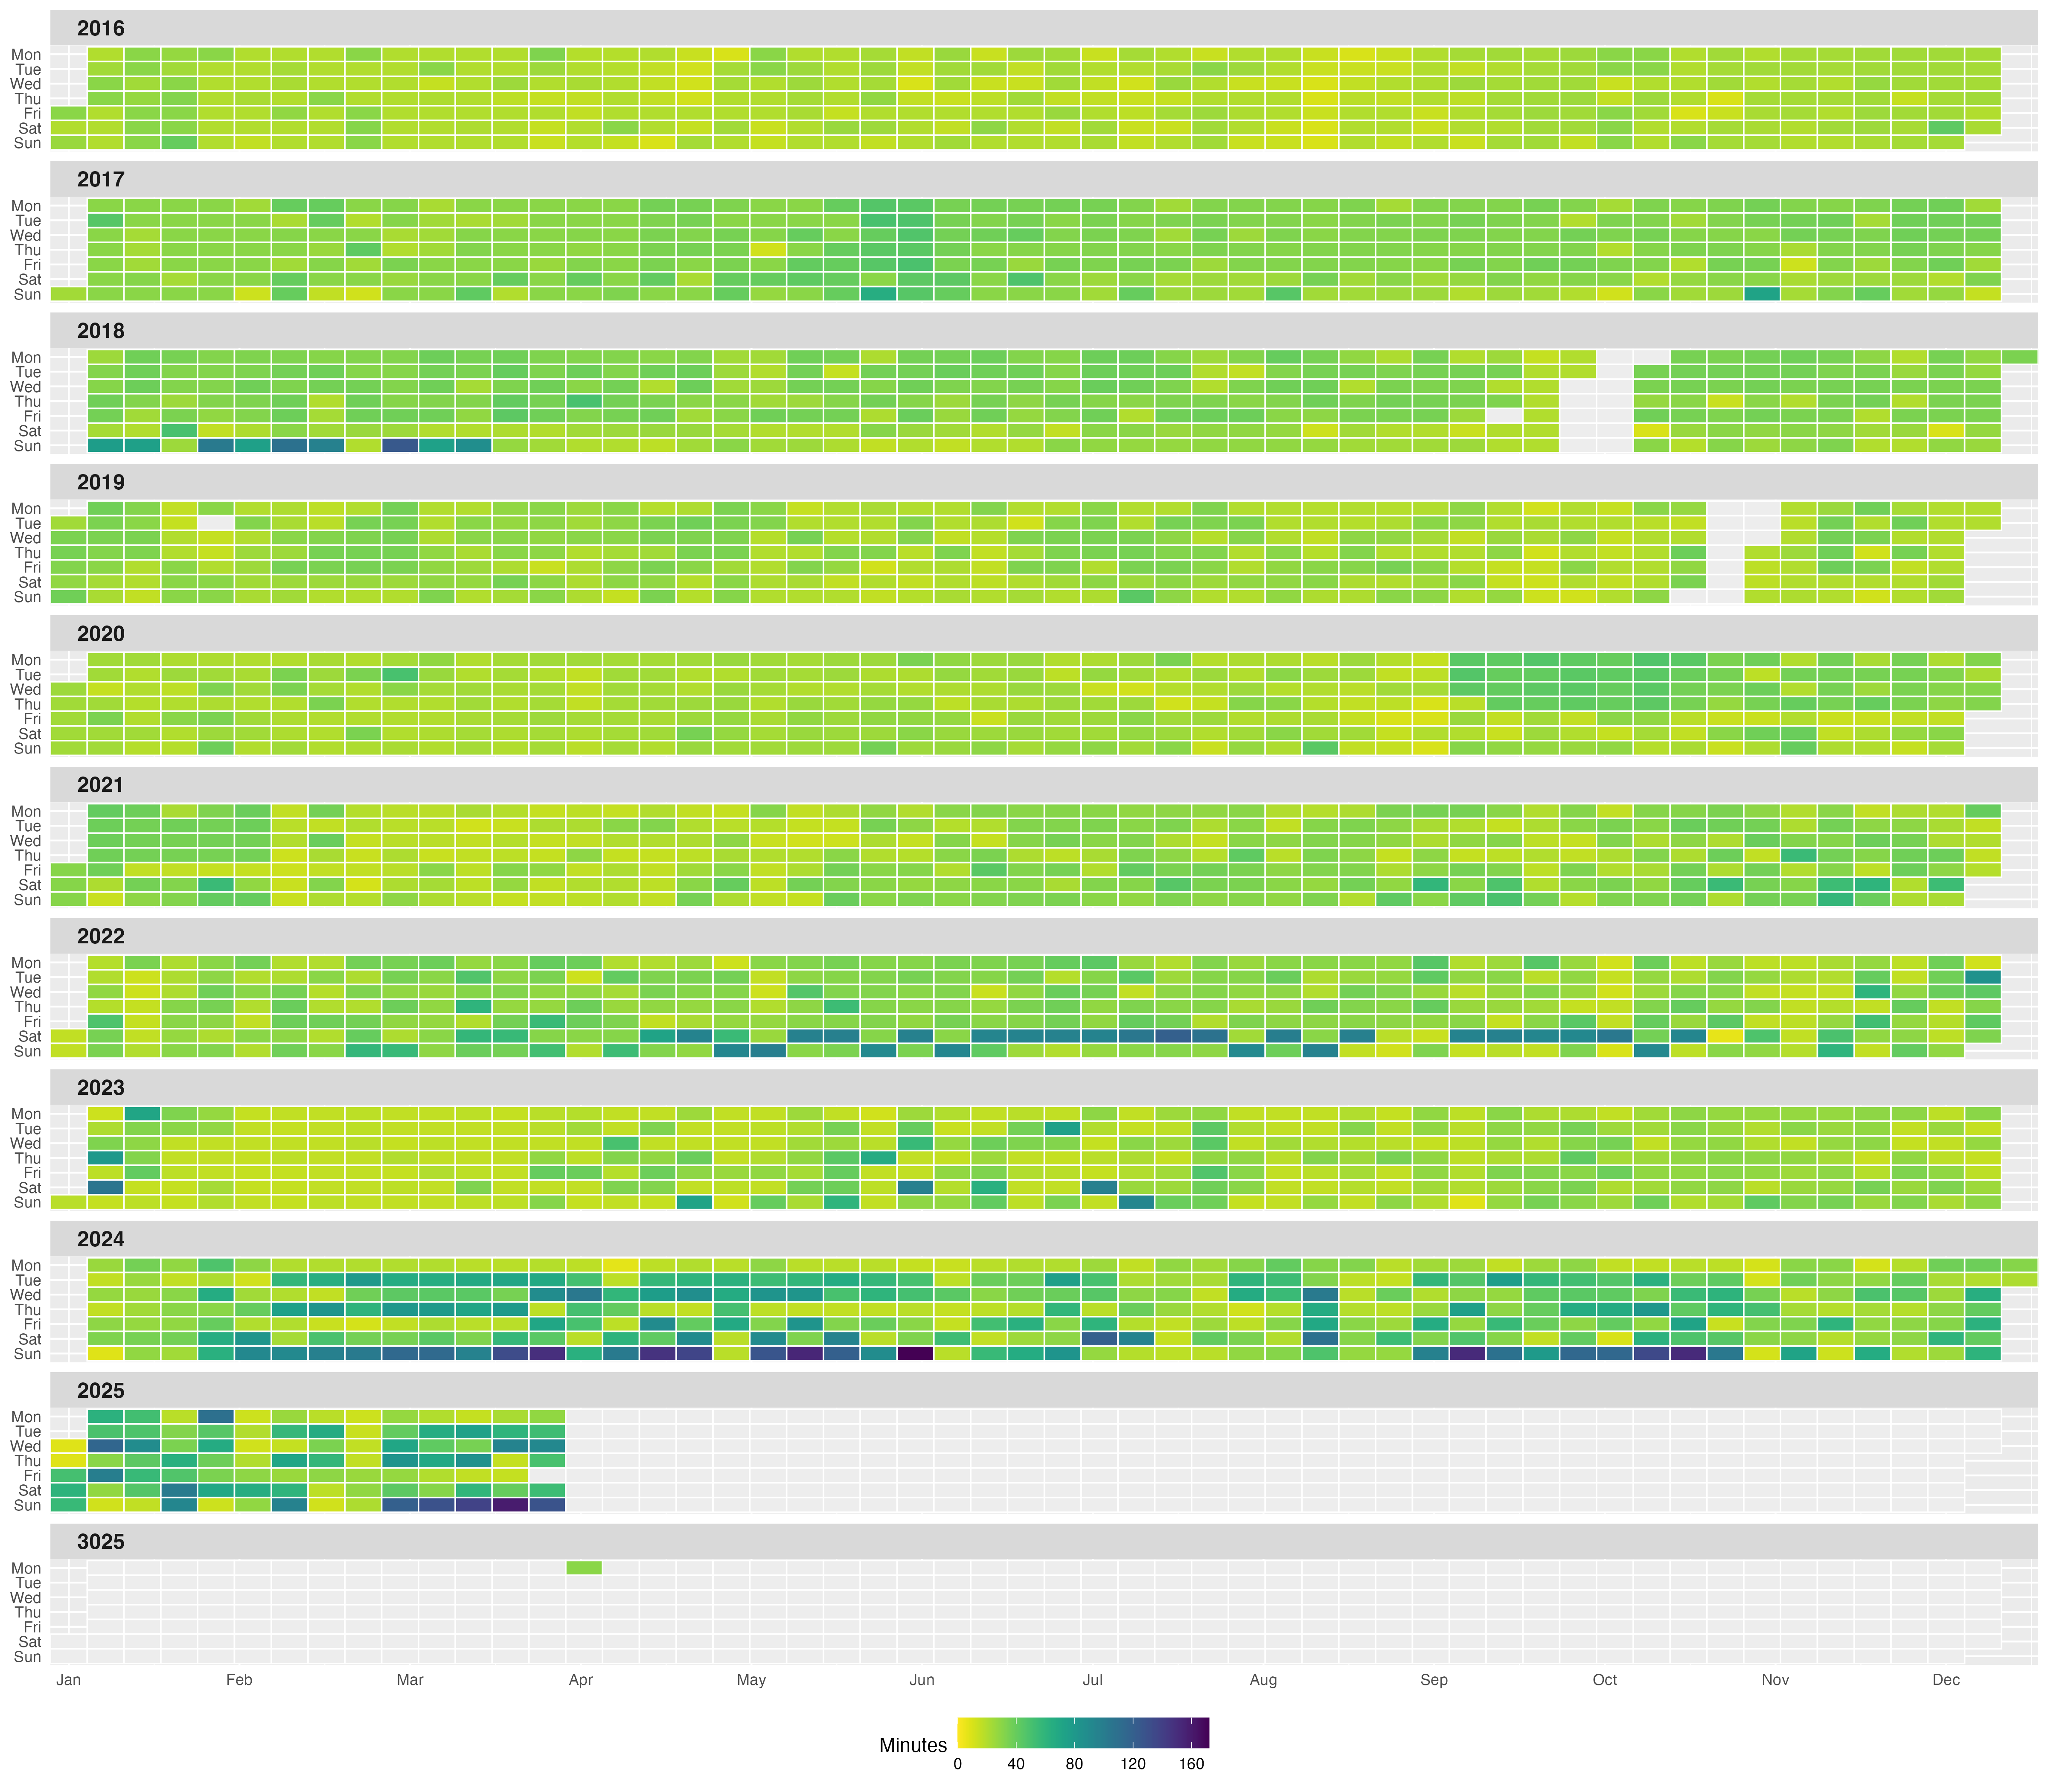 2016
Mon
Tue
Wed
Thu
Fri
Sat
Sun
2017
Mon
Tue
Wed
Thu
Fri
Sat
Sun
2018
Mon
Tue
Wed
Thu
Fri
Sat
Sun
2019
Mon
Tue
Wed
Thu
Fri
Sat
Sun
2020
Mon
Tue
Wed
Thu
Fri
Sat
Sun
2021
Mon
Tue
Wed
Thu
Fri
Sat
Sun
2022
Mon
Tue
Wed
Thu
Fri
Sat
Sun
2023
Mon
Tue
Wed
Thu
Fri
Sat
Sun
2024
Mon
Tue
Wed
Thu
Fri
Sat
Sun
2025
Mon
Tue
Wed
Thu
Fri
Sat
Sun
3025
Mon
Tue
Wed
Thu
Fri
Sat
Sun
Jan Feb Mar Apr May Jun Jul Aug Sep Oct Nov Dec
Minutes
0 40 80 120 160